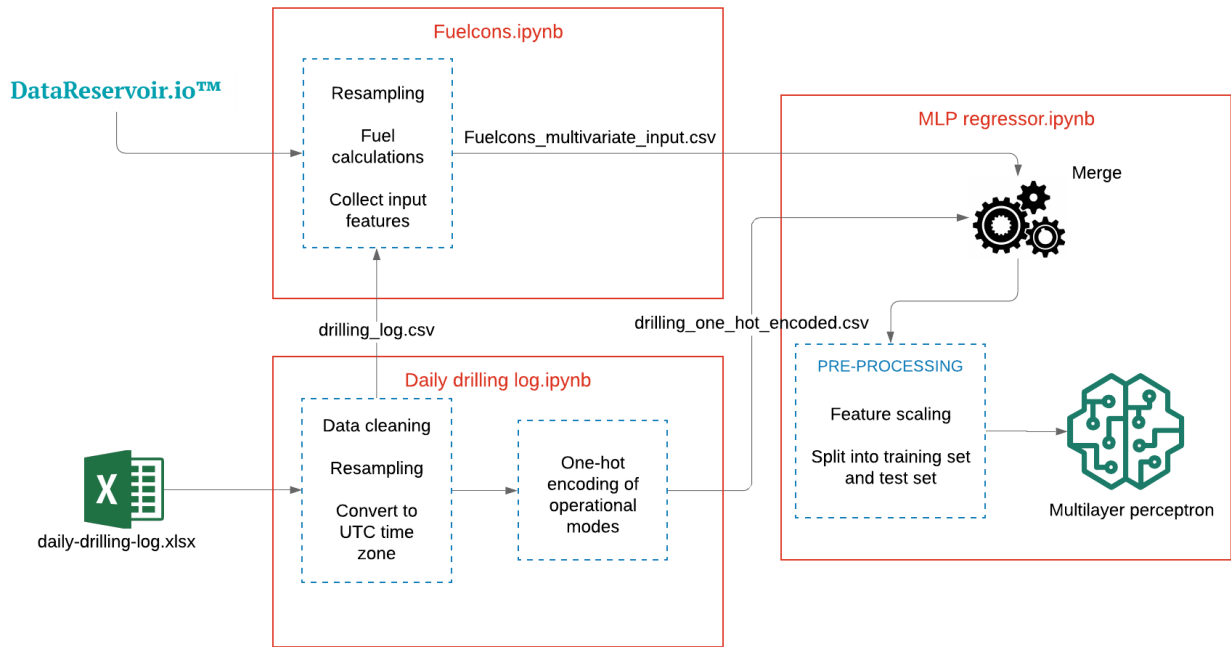 Fuelcons.ipynb
DataReservoir.io™
Resampling
Fuel
calculations
Collect input
features
Fuelcons_multivariate_input.csv
MLP regressor.ipynb
Merge
drilling_log.csv
drilling_one_hot_encoded.csv
PRE-PROCESSING
Feature scaling
Split into training set
and test set
Multilayer perceptron
Daily drilling log.ipynb
Data cleaning
Resampling
Convert to
UTC time
zone
One-hot
encoding of
operational
modes
X
daily-drilling-log.xlsx